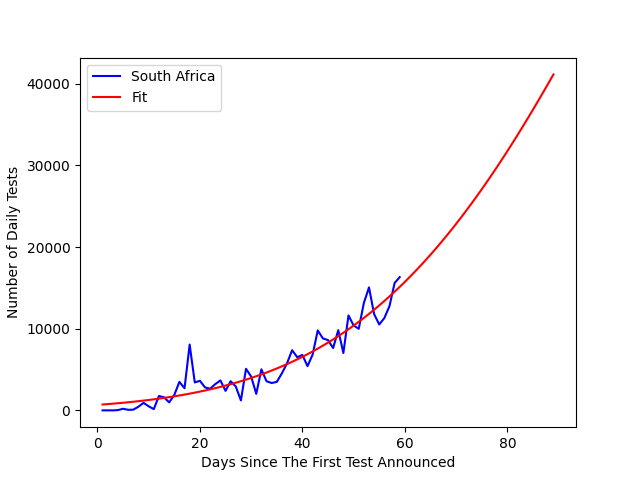 South Africa
Fit
40000
30000
20000
10000
0
Number of Daily Tests
0 20 40 60 80
Days Since The First Test Announced